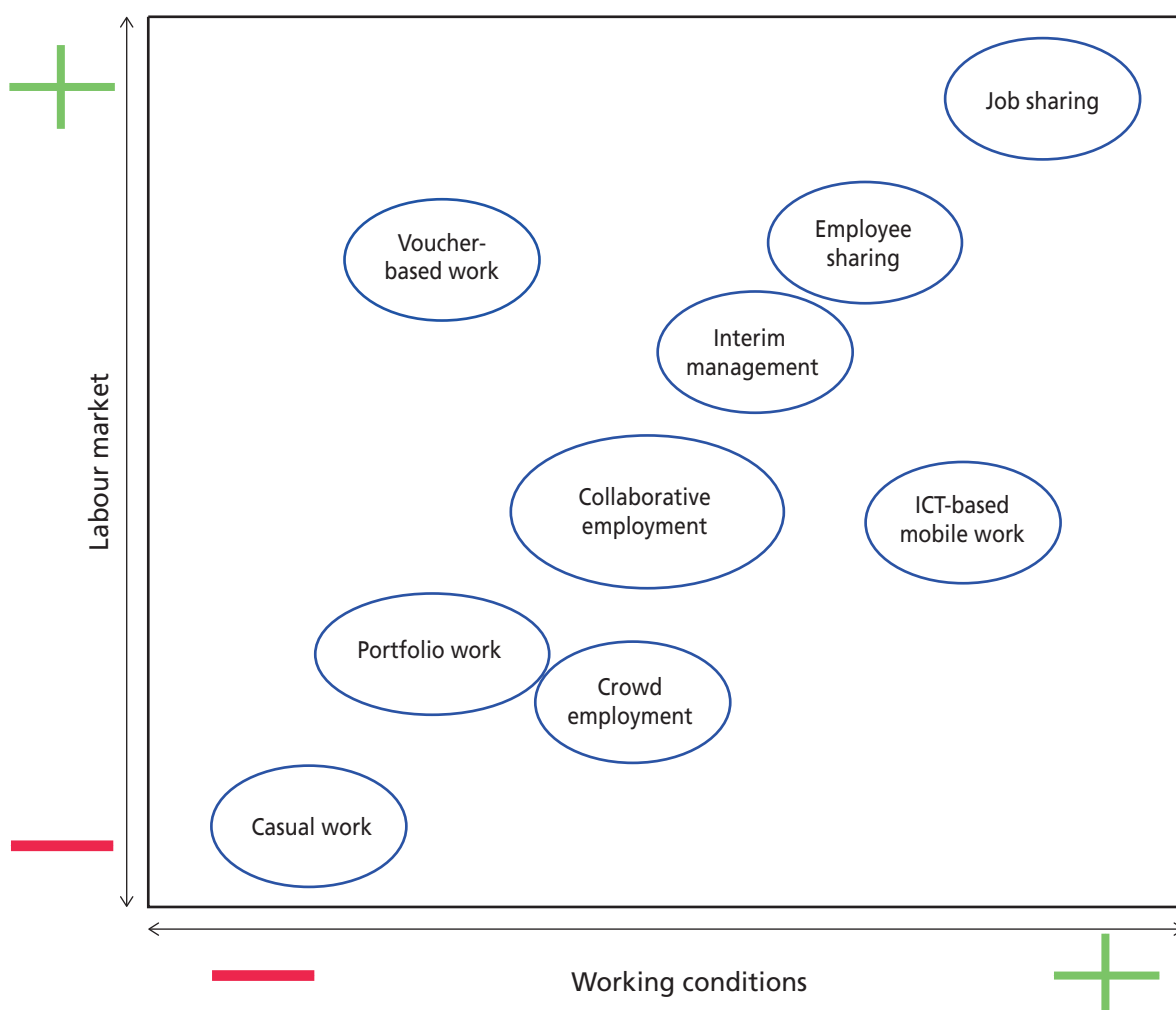 Job sharing
Employee
sharing
Voucher-
based work
Interim
management
Labour market
Collaborative
employment
ICT-based
mobile work
Portfolio work
Crowd
employment
Casual work
Working conditions